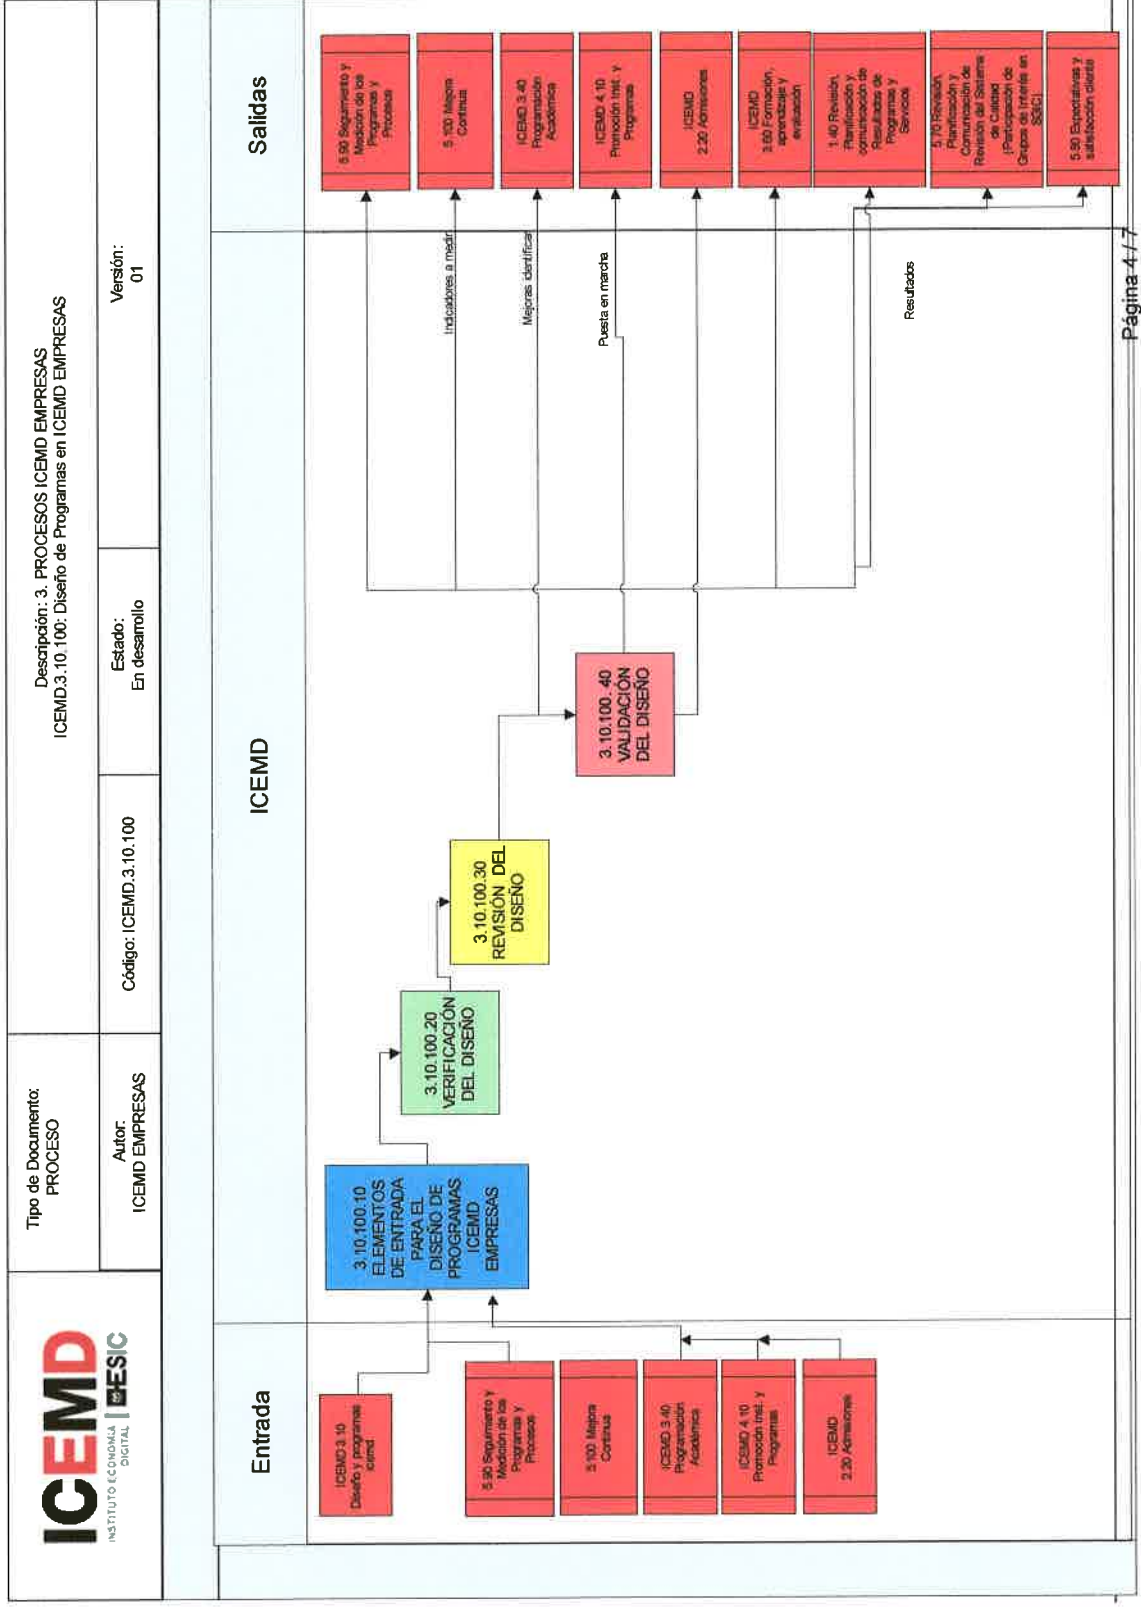 ICEMD
INSTITUTO ECONOMÍA
DIGITAL
ESIC
Tipo de Documento:
PROCESO
Descripción: 3. PROCESOS ICEMD EMPRESAS
ICEMD.3.10.100: Diseño de Programas en ICEMD EMPRESAS
Autor:
ICEMD EMPRESAS
Código: ICEMD.3.10.100
Estado:
En desarrollo
Versión:
01
Entrada
ICEMD
Salidas
ICEMD 3.10
Diseño y programas
icemd
5.90 Seguimiento y
Medición de los
Programas y
Procesos
5.100 Mejora
Continua
ICEMD 3.40
Programación
Académica
ICEMD 4.10
Promoción Inst. y
Programas
ICEMD
2.20 Admisiones
3.10.100.10
ELEMENTOS
DE ENTRADA
PARA EL
DISEÑO DE
PROGRAMAS
ICEMD
EMPRESAS
3.10.100.20
VERIFICACIÓN
DEL DISEÑO
3.10.100.30
REVISIÓN DEL
DISEÑO
3.10.100. 40
VALIDACIÓN
DEL DISEÑO
Indicadores a medir
Mejoras identificar
Puesta en marcha
Resultados
5.90 Seguimiento y
Medición de los
Programas y
Procesos
5.100 Mejora
Continua
ICEMD 3.40
Programación
Académica
ICEMD 4.10
Promoción Inst. y
Programas
ICEMD
2.20 Admisiones
ICEMD
3.60 Formación,
aprendizaje y
evaluación
1.40 Revisión,
Planificación y
comunicación de
Resultados de
Programas y
Servicios
5.70 Revisión,
Planificación y
Comunicación de
Revisión del Sistema
de Calidad
(Participación de
Grupos de Interés en
SGIC)
5.80 Expectativas y
satisfacción cliente
Página 4 / 7